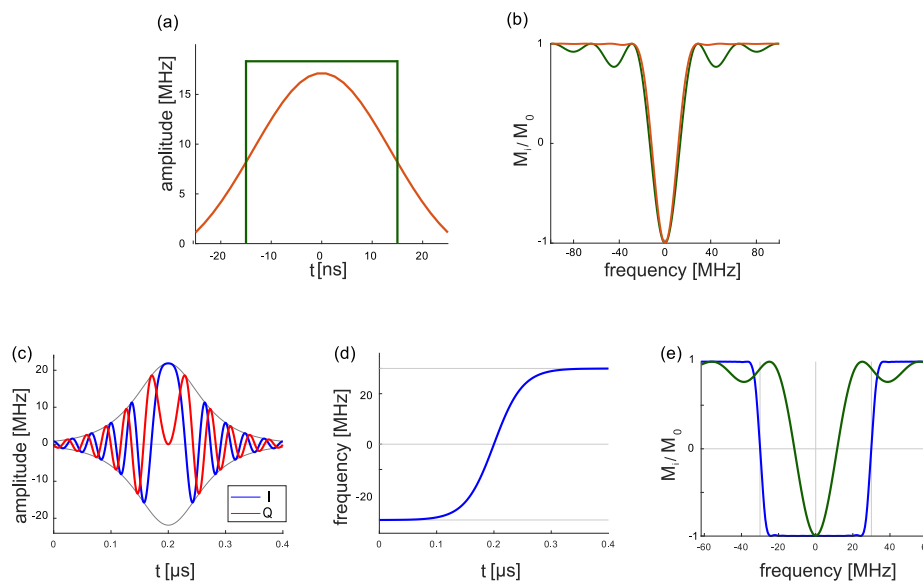 (a)
amplitude [MHz]
15
10
5
0
-20
-10
0
10
20
t [ns]
(b)
M_i/ M_0
1
0
-1
-80
-40
0
40
80
frequency [MHz]
(c)
amplitude [MHz]
20
10
0
-10
-20
I
Q
0
0.1
0.2
0.3
0.4
t [µs]
(d)
frequency [MHz]
20
0
-20
0
0.1
0.2
0.3
0.4
t [µs]
(e)
M_i/ M_0
1
0
-1
-60
-40
-20
0
20
40
60
frequency [MHz]